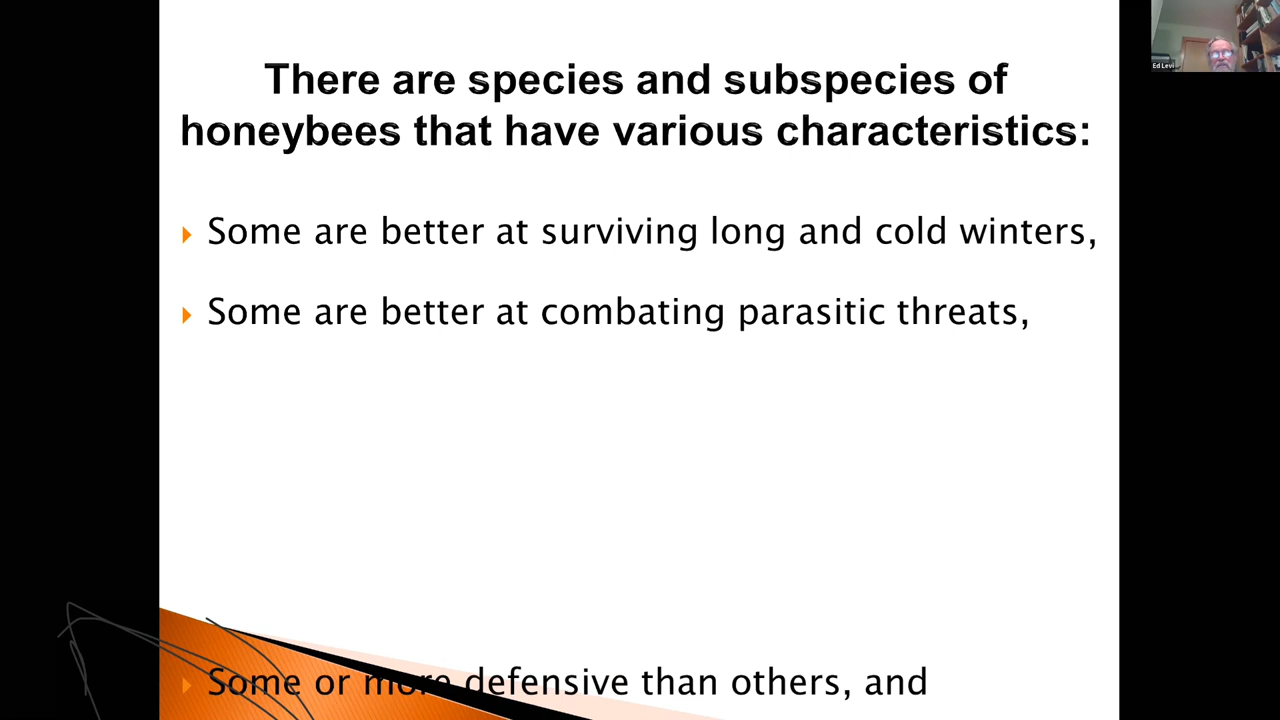 There are species and subspecies of
honeybees that have various characteristics:
Some are better at surviving long and cold winters,
Some are better at combating parasitic threats,
Some or more defensive than others, and
Ed Levi